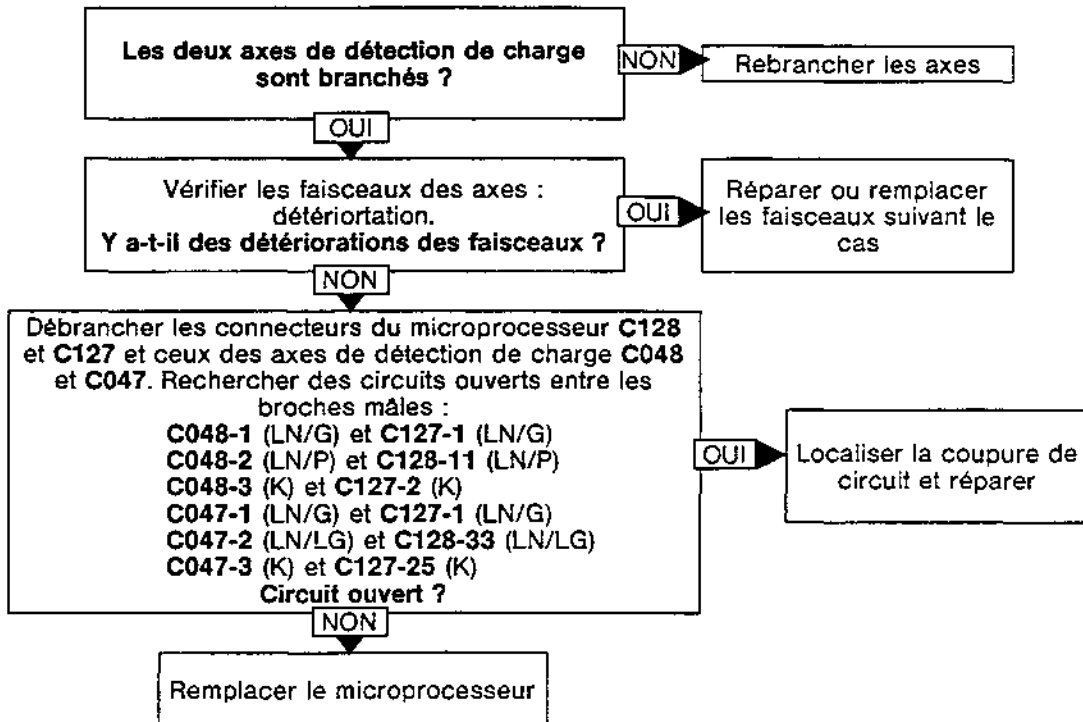 Les deux axes de détection de charge
sont branchés ?
NON
Rebrancher les axes
OUI
Vérifier les faisceaux des axes :
détériortation.
Y a-t-il des détériorations des faisceaux ?
OUI
Réparer ou remplacer
les faisceaux suivant le
cas
NON
Débrancher les connecteurs du microprocesseur C128
et C127 et ceux des axes de détection de charge C048
et C047. Rechercher des circuits ouverts entre les
broches mâles :
C048-1 (LN/G) et C127-1 (LN/G)
C048-2 (LN/P) et C128-11 (LN/P)
C048-3 (K) et C127-2 (K)
C047-1 (LN/G) et C127-1 (LN/G)
C047-2 (LN/LG) et C128-33 (LN/LG)
C047-3 (K) et C127-25 (K)
Circuit ouvert ?
OUI
Localiser la coupure de
circuit et réparer
NON
Remplacer le microprocesseur